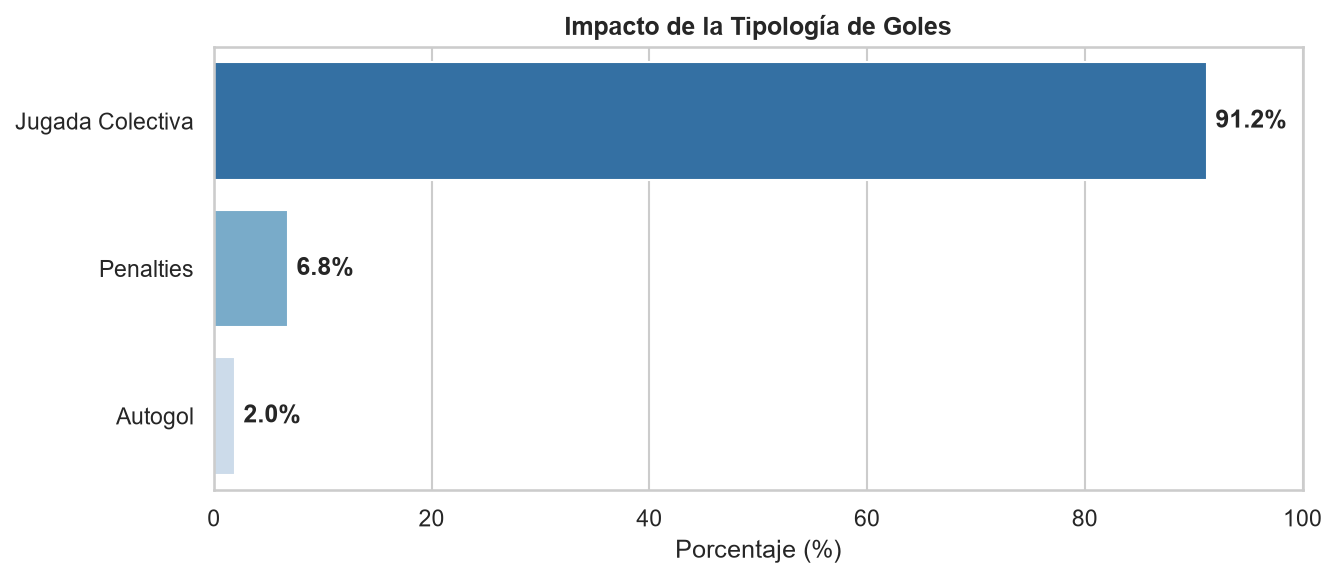 Impacto de la Tipología de Goles
Jugada Colectiva
91.2%
Penalties
6.8%
Autogol
2.0%
0 20 40 60 80 100
Porcentaje (%)